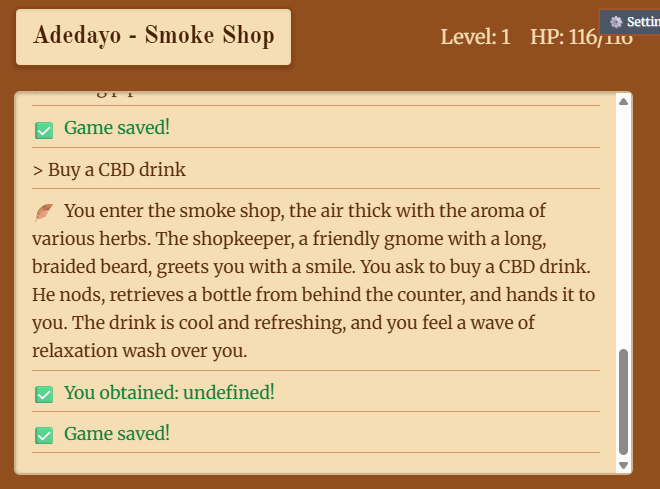 Adedayo - Smoke Shop
Level: 1 HP: 116/116
Settin
Game saved!
> Buy a CBD drink
You enter the smoke shop, the air thick with the aroma of
various herbs. The shopkeeper, a friendly gnome with a long,
braided beard, greets you with a smile. You ask to buy a CBD drink.
He nods, retrieves a bottle from behind the counter, and hands it to
you. The drink is cool and refreshing, and you feel a wave of
relaxation wash over you.
You obtained: undefined!
Game saved!